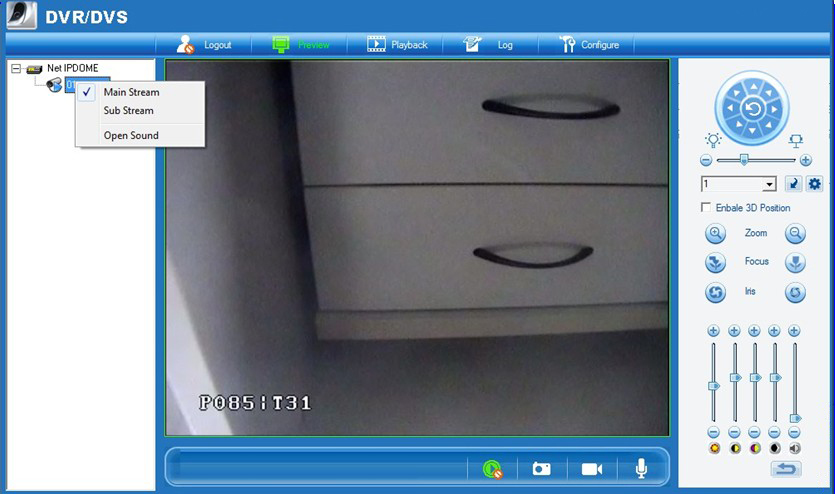 DVR/DVS
Logout Preview Playback Log Configure
Net IPDOME
01
Main Stream
Sub Stream
Open Sound
1
Enbale 3D Position
Zoom
Focus
Iris
P085¦T31